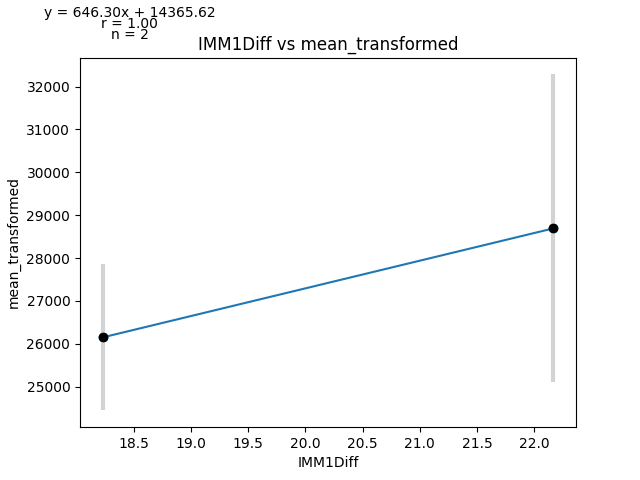 y = 646.30x + 14365.62
r = 1.00
n = 2
IMM1Diff vs mean_transformed
mean_transformed
32000
31000
30000
29000
28000
27000
26000
25000
18.5 19.0 19.5 20.0 20.5 21.0 21.5 22.0
IMM1Diff